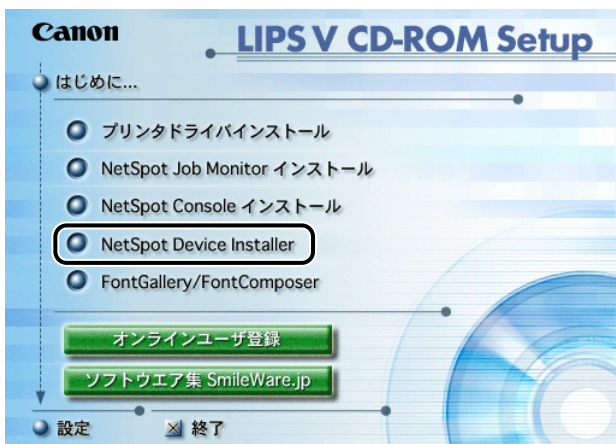 Canon
LIPS V CD-ROM Setup
はじめに...
プリンタドライバインストール
NetSpot Job Monitor インストール
NetSpot Console インストール
NetSpot Device Installer
FontGallery/FontComposer
オンラインユーザ登録
ソフトウエア集 SmileWare.jp
設定
終了